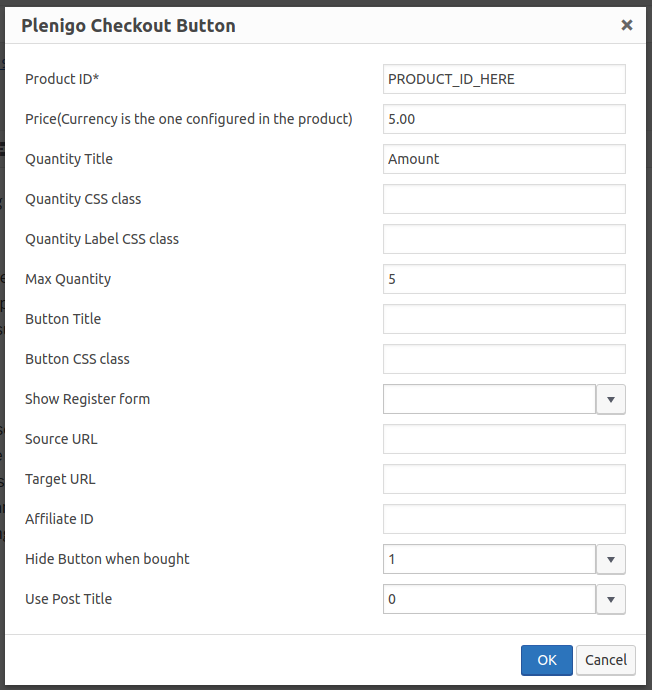 Plenigo Checkout Button ×
Product ID* PRODUCT_ID_HERE
Price(Currency is the one configured in the product) 5.00
Quantity Title Amount
Quantity CSS class
Quantity Label CSS class
Max Quantity 5
Button Title
Button CSS class
Show Register form
Source URL
Target URL
Affiliate ID
Hide Button when bought 1
Use Post Title 0
OK Cancel